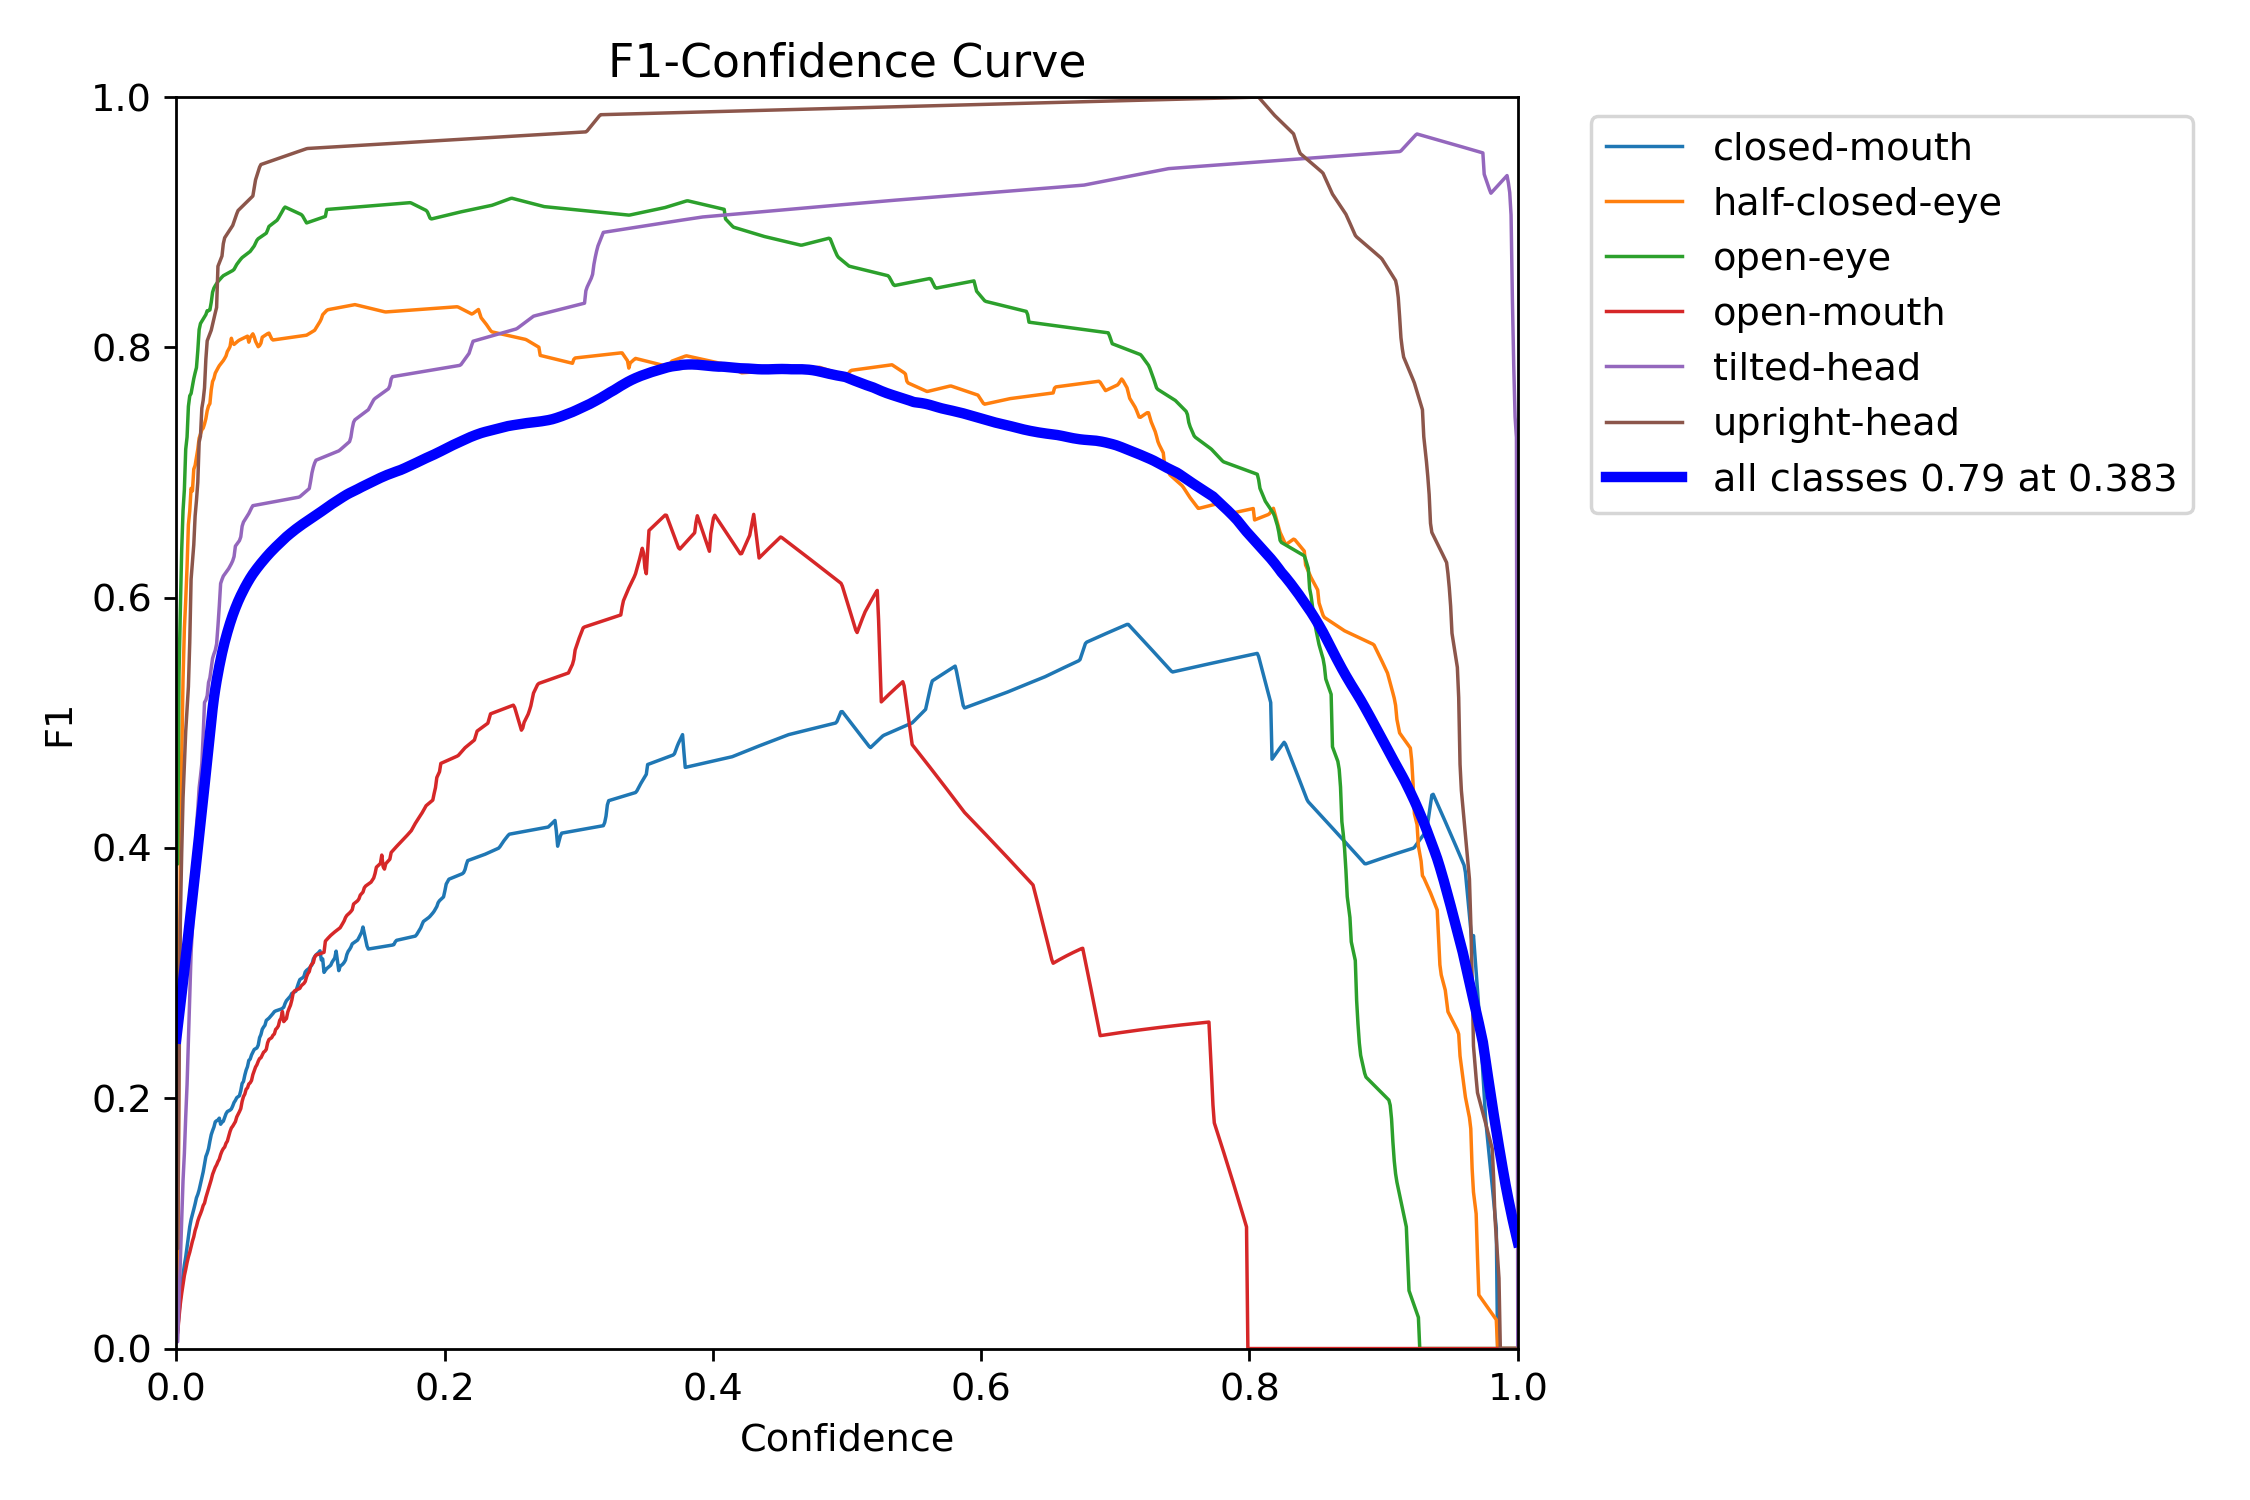 F1-Confidence Curve
1.0
0.8
0.6
0.4
0.2
0.0
F1
0.0 0.2 0.4 0.6 0.8 1.0
Confidence
closed-mouth
half-closed-eye
open-eye
open-mouth
tilted-head
upright-head
all classes 0.79 at 0.383